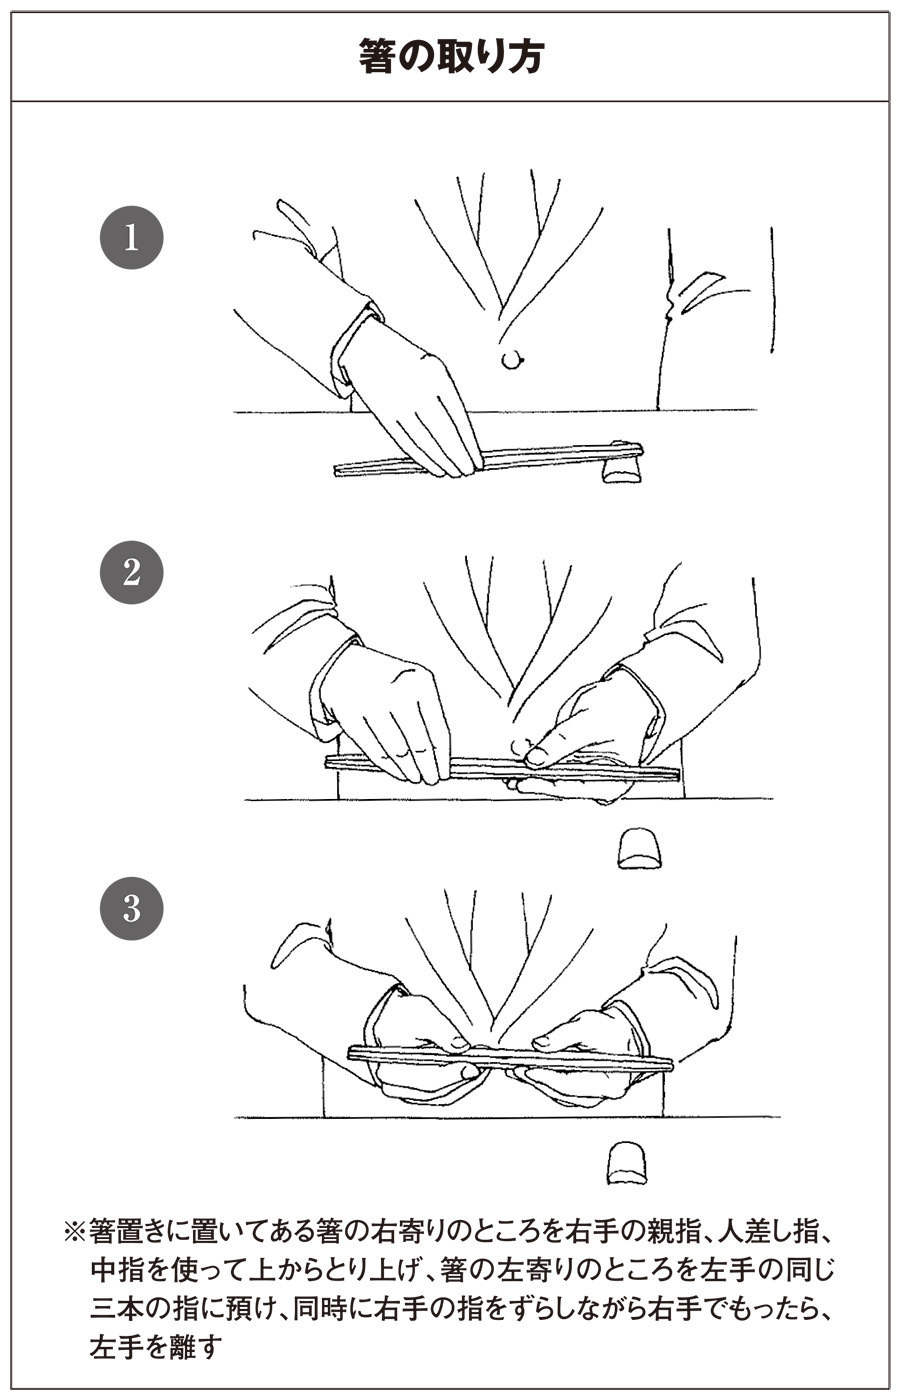 箸の取り方
1
2
3
※箸置きに置いてある箸の右寄りのところを右手の親指、人差し指、
中指を使って上からとり上げ、箸の左寄りのところを左手の同じ
三本の指に預け、同時に右手の指をずらしながら右手でもったら、
左手を離す